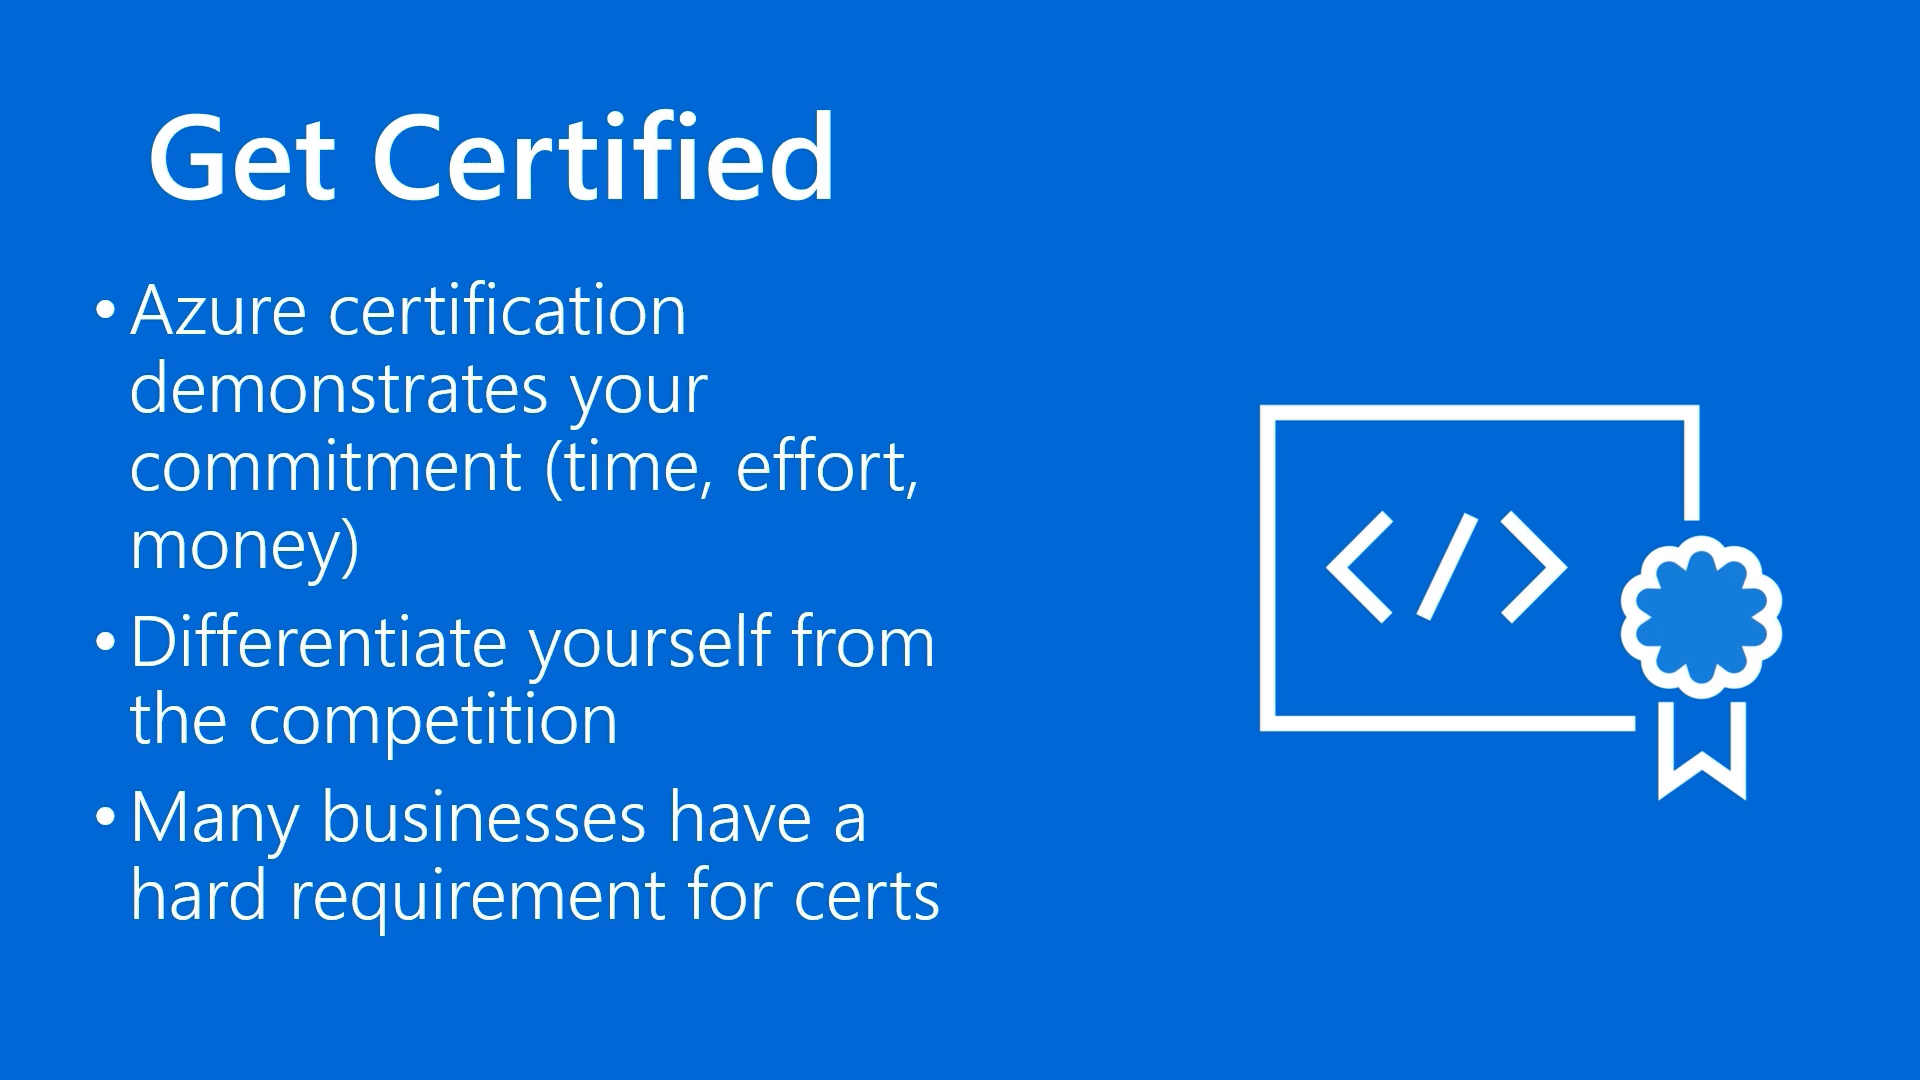 Get Certified
• Azure certification
demonstrates your
commitment (time, effort,
money)
• Differentiate yourself from
the competition
• Many businesses have a
hard requirement for certs
</>